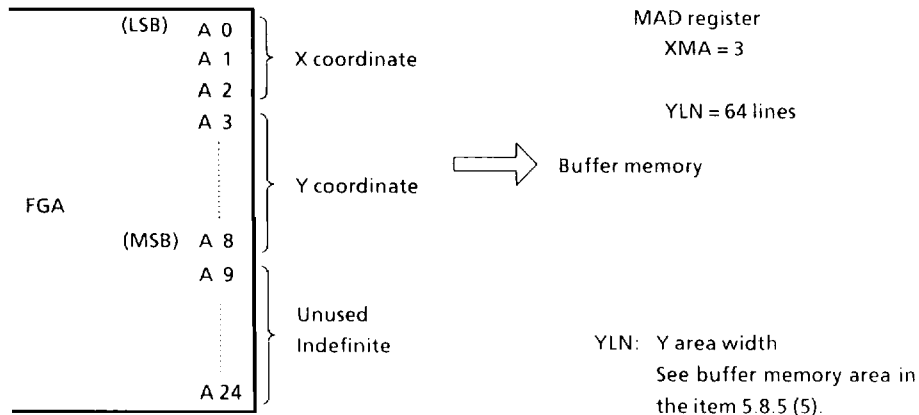 (LSB) A 0
A 1
A 2
X coordinate
A 3
Y coordinate
FGA
(MSB) A 8
A 9
Unused
Indefinite
A 24
MAD register
XMA = 3
YLN = 64 lines
Buffer memory
YLN: Y area width
See buffer memory area in
the item 5.8.5 (5).